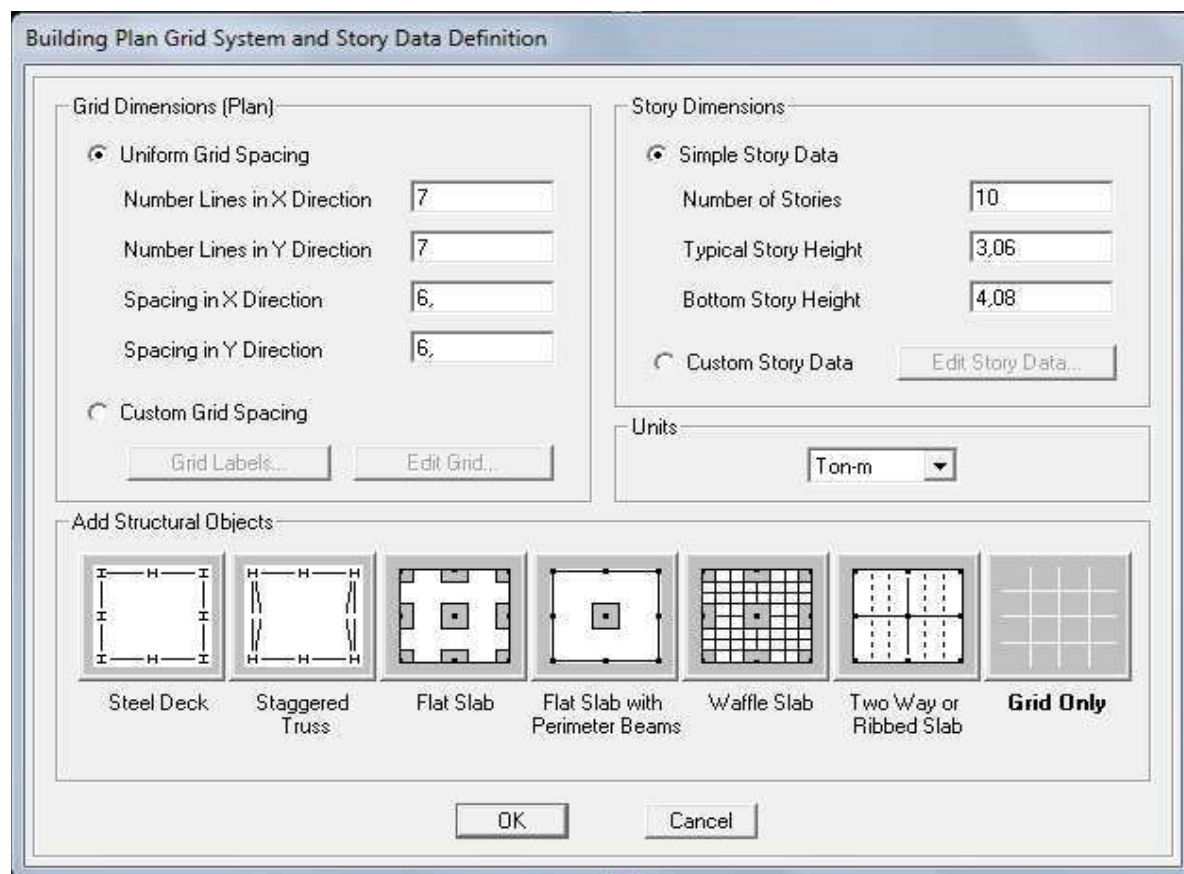 Building Plan Grid System and Story Data Definition
Grid Dimensions (Plan)
Uniform Grid Spacing
Number Lines in X Direction 7
Number Lines in Y Direction 7
Spacing in X Direction 6,
Spacing in Y Direction 6,
Custom Grid Spacing
Grid Labels... Edit Grid...
Story Dimensions
Simple Story Data
Number of Stories 10
Typical Story Height 3,06
Bottom Story Height 4,08
Custom Story Data Edit Story Data...
Units
Ton-m
Add Structural Objects
Steel Deck
Staggered
Truss
Flat Slab
Flat Slab with
Perimeter Beams
Waffle Slab
Two Way or
Ribbed Slab
Grid Only
OK Cancel